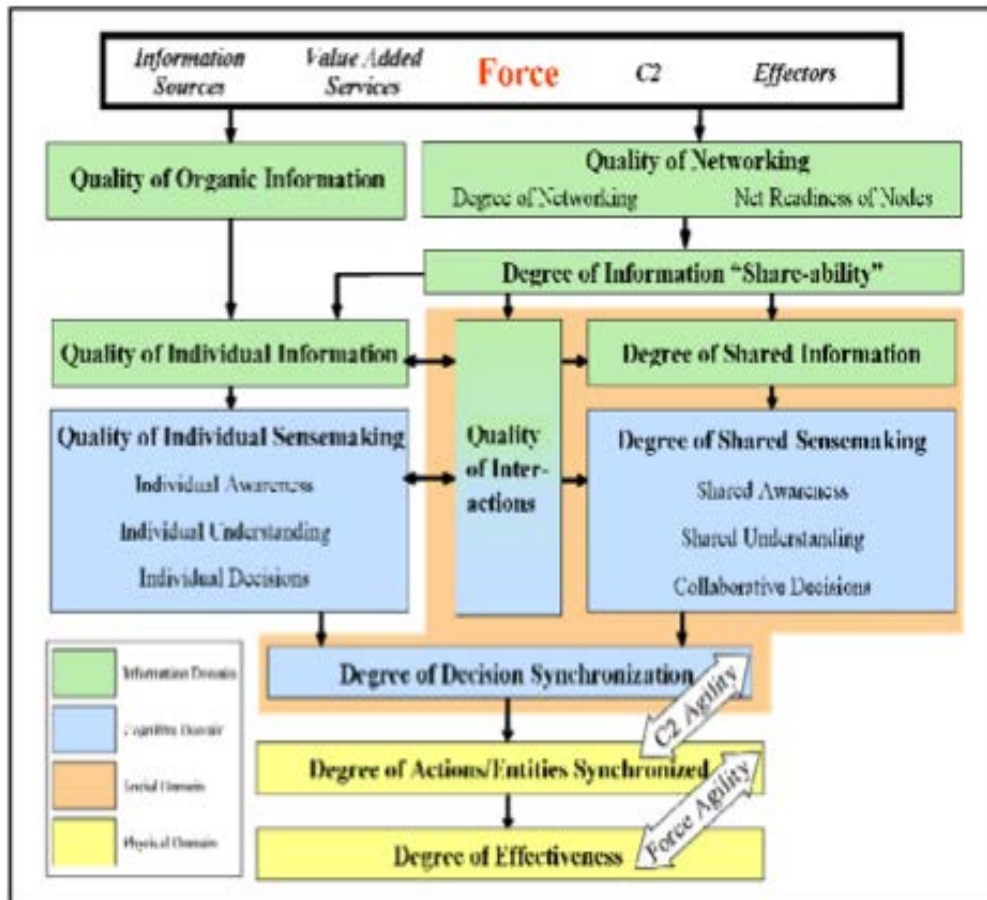 Information Sources
Value Added Services
Force
C2
Effectors
Quality of Organic Information
Quality of Networking
Degree of Networking
Net Readiness of Nodes
Degree of Information “Share-ability”
Quality of Individual Information
Degree of Shared Information
Quality of Individual Sensemaking
Individual Awareness
Individual Understanding
Individual Decisions
Quality
of Inter-
actions
Degree of Shared Sensemaking
Shared Awareness
Shared Understanding
Collaborative Decisions
Degree of Decision Synchronization
C2 Agility
Degree of Actions/Entities Synchronized
Force Agility
Degree of Effectiveness
Information Domain
Cognitive Domain
Social Domain
Physical Domain